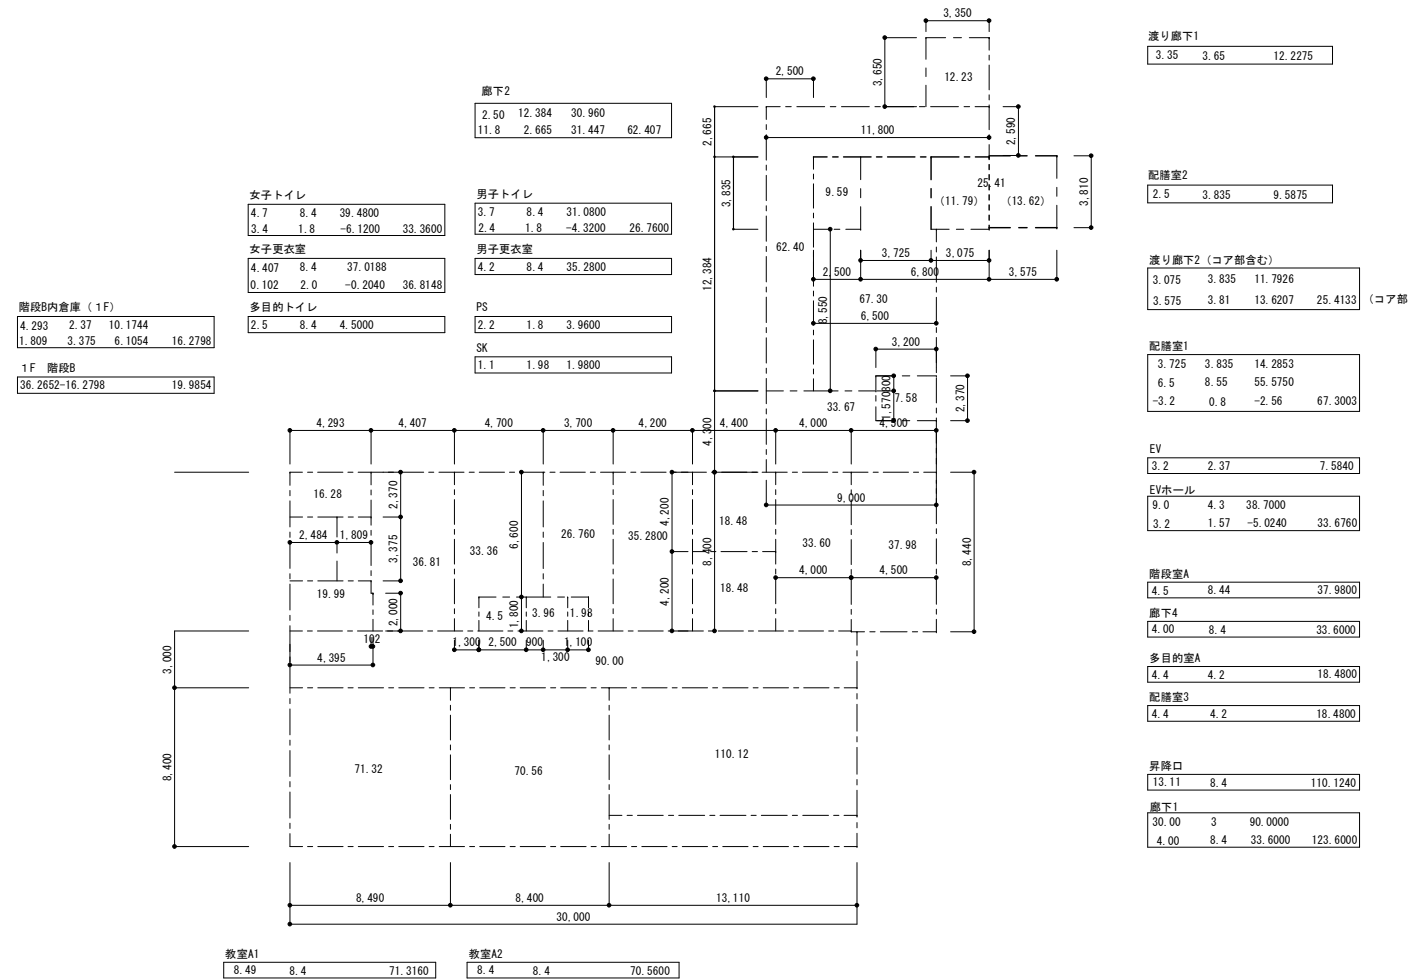 3,350
渡り廊下1
3.35 3.65 12.2275
3,650
12.23
2,500
廊下2
2.50 12.384 30.960
11.8 2.665 31.447 62.407
2,665
11,800
2,590
女子トイレ
4.7 8.4 39.4800
3.4 1.8 -6.1200 33.3600
男子トイレ
3.7 8.4 31.0800
2.4 1.8 -4.3200 26.7600
3,835
9.59
25.41
(11.79)
(13.62)
3,810
配膳室2
2.5 3.835 9.5875
女子更衣室
4.407 8.4 37.0188
0.102 2.0 -0.2040 36.8148
男子更衣室
4.2 8.4 35.2800
62.40
12,384
3,725
3,075
2,500
6,800
3,575
渡り廊下2(コア部含む)
3.075 3.835 11.7926
3.575 3.81 13.6207 25.4133 (コア部
階段B内倉庫(1F)
4.293 2.37 10.1744
1.809 3.375 6.1054 16.2798
多目的トイレ
2.5 8.4 4.5000
PS
2.2 1.8 3.9600
8,550
67.30
6,500
SK
1.1 1.98 1.9800
3,200
1F 階段B
36.2652-16.2798 19.9854
配膳室1
3.725 3.835 14.2853
6.5 8.55 55.5750
-3.2 0.8 -2.56 67.3003
800
1,570
7.58
2,370
33.67
4,293
4,407
4,700
3,700
4,200
4,400
4,000
4,500
4,300
EV
3.2 2.37 7.5840
EVホール
9.0 4.3 38.7000
3.2 1.57 -5.0240 33.6760
16.28
2,370
9,000
2,484
1,809
3,375
36.81
33.36
6,600
26.760
35.2800
4,200
18.48
8,400
33.60
37.98
8,440
4,000
4,500
階段室A
4.5 8.44 37.9800
19.99
2,000
4.5
1,800
3.96
1.98
4,200
18.48
廊下4
4.00 8.4 33.6000
102
4,395
1,300
2,500
900
1,300
1,100
90.00
3,000
多目的室A
4.4 4.2 18.4800
配膳室3
4.4 4.2 18.4800
8,400
71.32
70.56
110.12
昇降口
13.11 8.4 110.1240
廊下1
30.00 3 90.0000
4.00 8.4 33.6000 123.6000
8,490
8,400
13,110
30,000
教室A1
8.49 8.4 71.3160
教室A2
8.4 8.4 70.5600